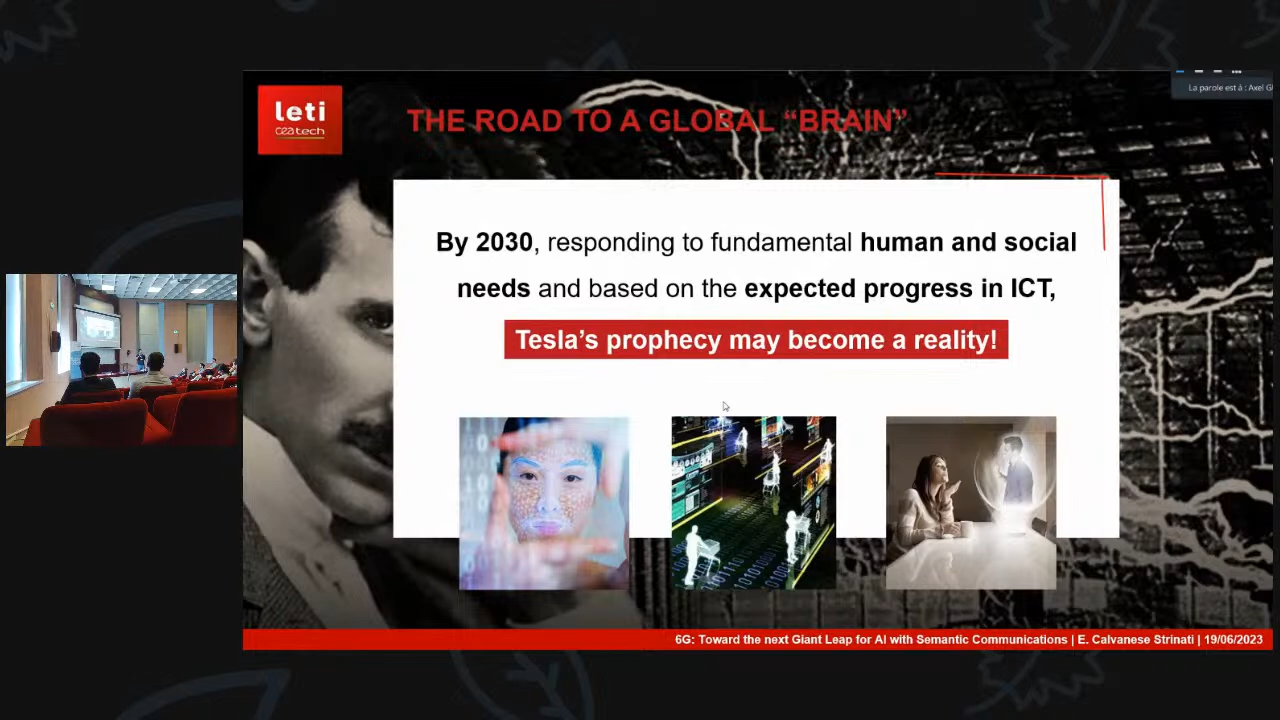 leti
ceatech
THE ROAD TO A GLOBAL “BRAIN”
La parole est à : Axel G
By 2030, responding to fundamental human and social
needs and based on the expected progress in ICT,
Tesla’s prophecy may become a reality!
6G: Toward the next Giant Leap for AI with Semantic Communications | E. Calvanese Strinati | 19/06/2023